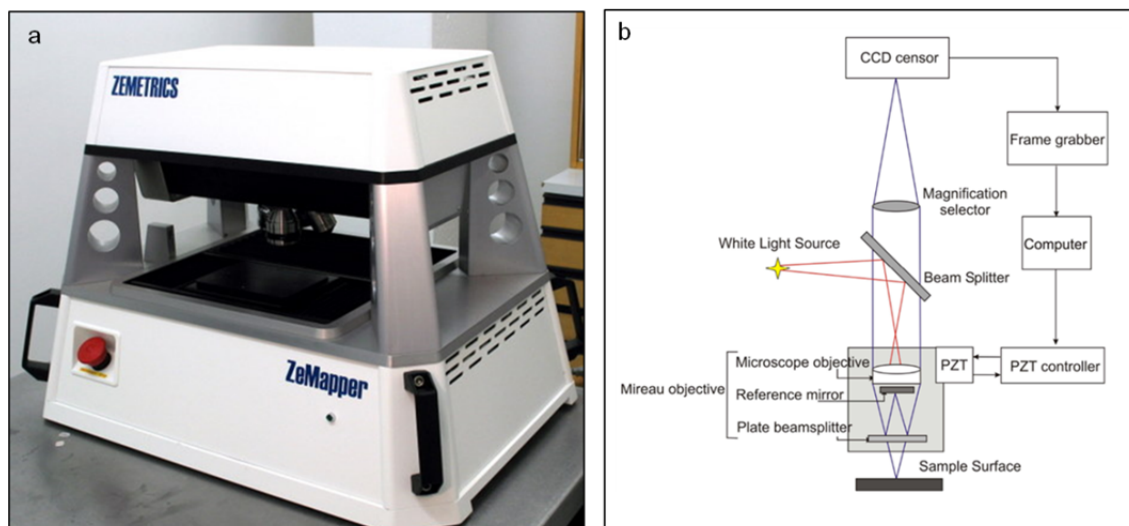 a
ZEMETRICS
ZeMapper
b
CCD censor
Frame grabber
Magnification
selector
Computer
White Light Source
Beam Splitter
Microscope objective
PZT
PZT controller
Mireau objective
Reference mirror
Plate beamsplitter
Sample Surface